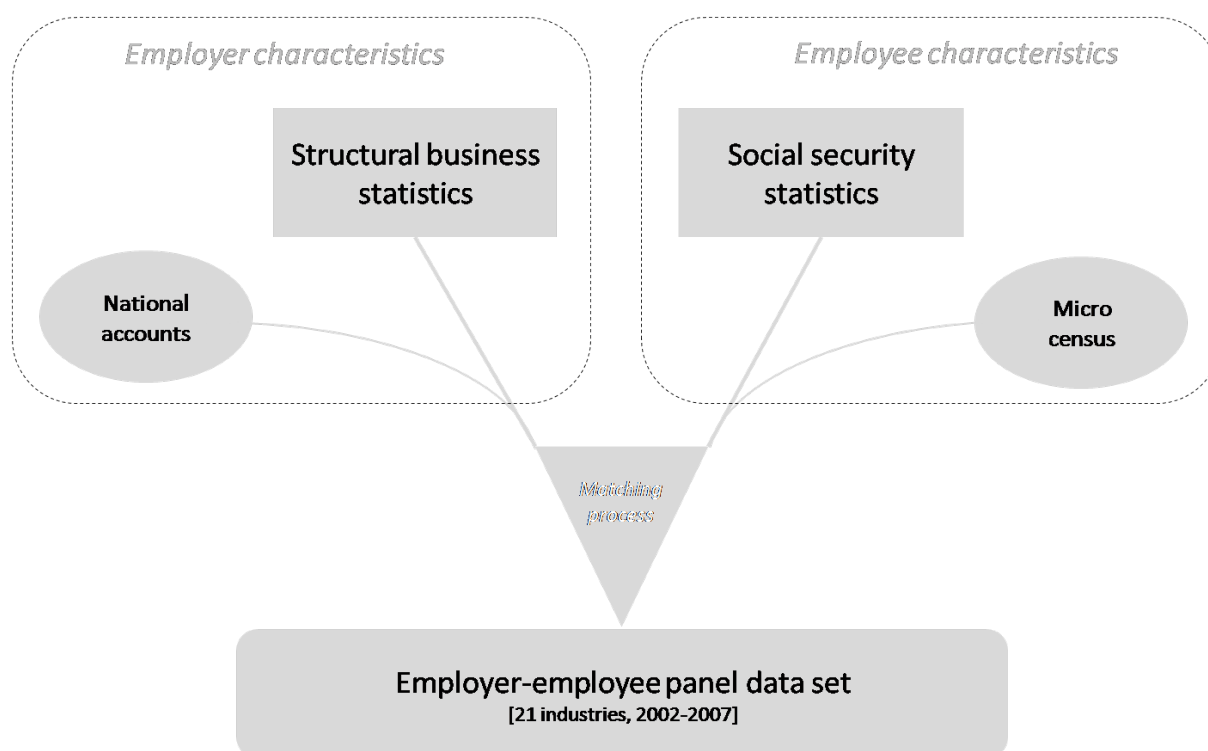 Employer characteristics
Structural business
statistics
National
accounts
Employee characteristics
Social security
statistics
Micro
census
Matching
process
Employer-employee panel data set
[21 industries, 2002-2007]